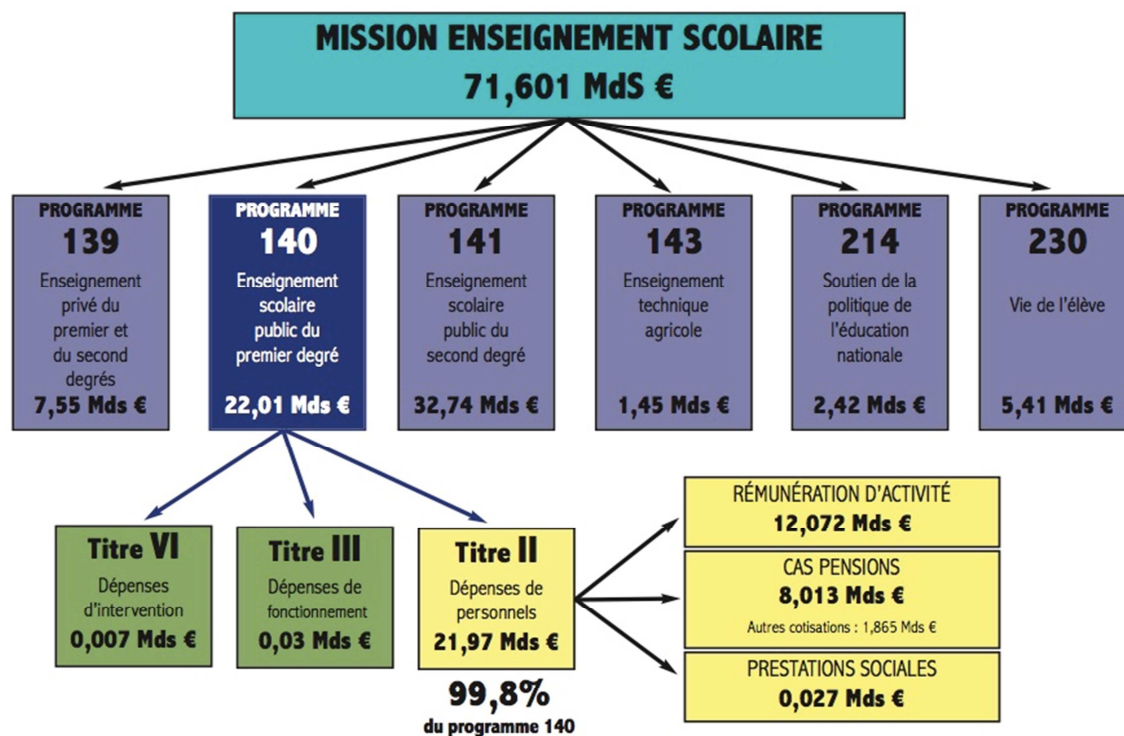 MISSION ENSEIGNEMENT SCOLAIRE
71,601 MdS €
PROGRAMME
139
Enseignement
privé du
premier et
du second
degrés
7,55 Mds €
PROGRAMME
140
Enseignement
scolaire
public du
premier degré
22,01 Mds €
PROGRAMME
141
Enseignement
scolaire
public du
second degré
32,74 Mds €
PROGRAMME
143
Enseignement
technique
agricole
1,45 Mds €
PROGRAMME
214
Soutien de la
politique de
l'éducation
nationale
2,42 Mds €
PROGRAMME
230
Vie de l'élève
5,41 Mds €
Titre VI
Dépenses
d'intervention
0,007 Mds €
Titre III
Dépenses de
fonctionnement
0,03 Mds €
Titre II
Dépenses de
personnels
21,97 Mds €
99,8%
du programme 140
RÉMUNÉRATION D'ACTIVITÉ
12,072 Mds €
CAS PENSIONS
8,013 Mds €
Autres cotisations : 1,865 Mds €
PRESTATIONS SOCIALES
0,027 Mds €